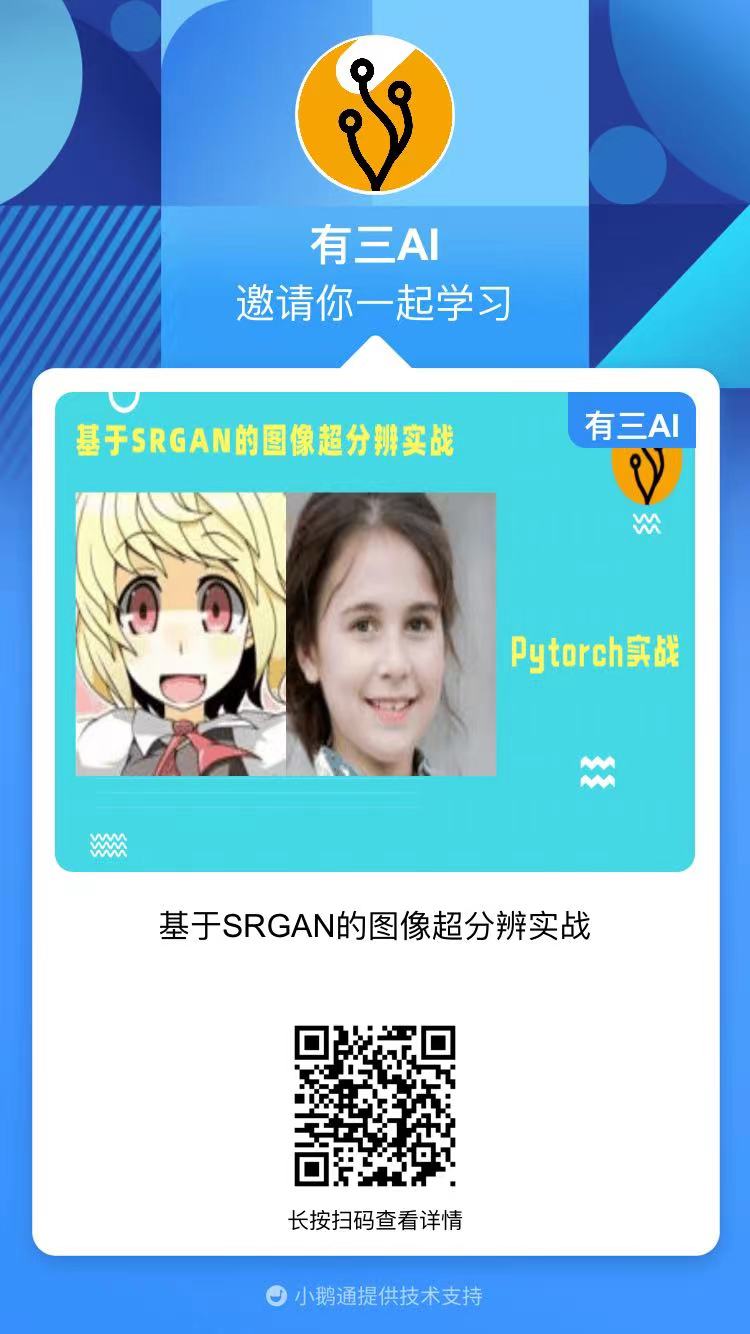 有三AI
邀请你一起学习
有三AI
基于SRGAN的图像超分辨实战
Pytorch实战
基于SRGAN的图像超分辨实战
长按扫码查看详情
小鹅通提供技术支持